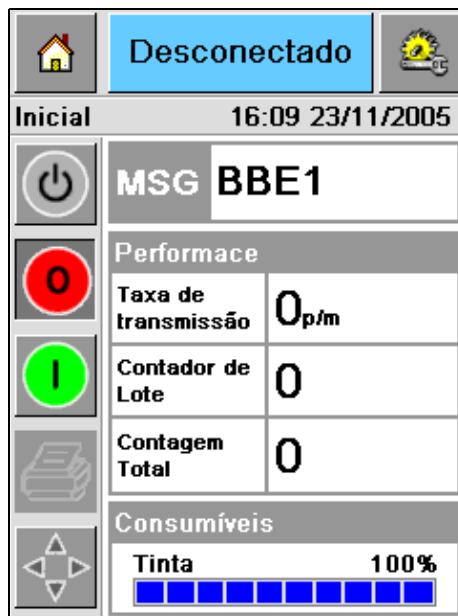 Desconectado
Inicial 16:09 23/11/2005
MSG BBE1
Performace
Taxa de
transmissão
0p/m
Contador de
Lote
0
Contagem
Total
0
Consumíveis
Tinta 100%